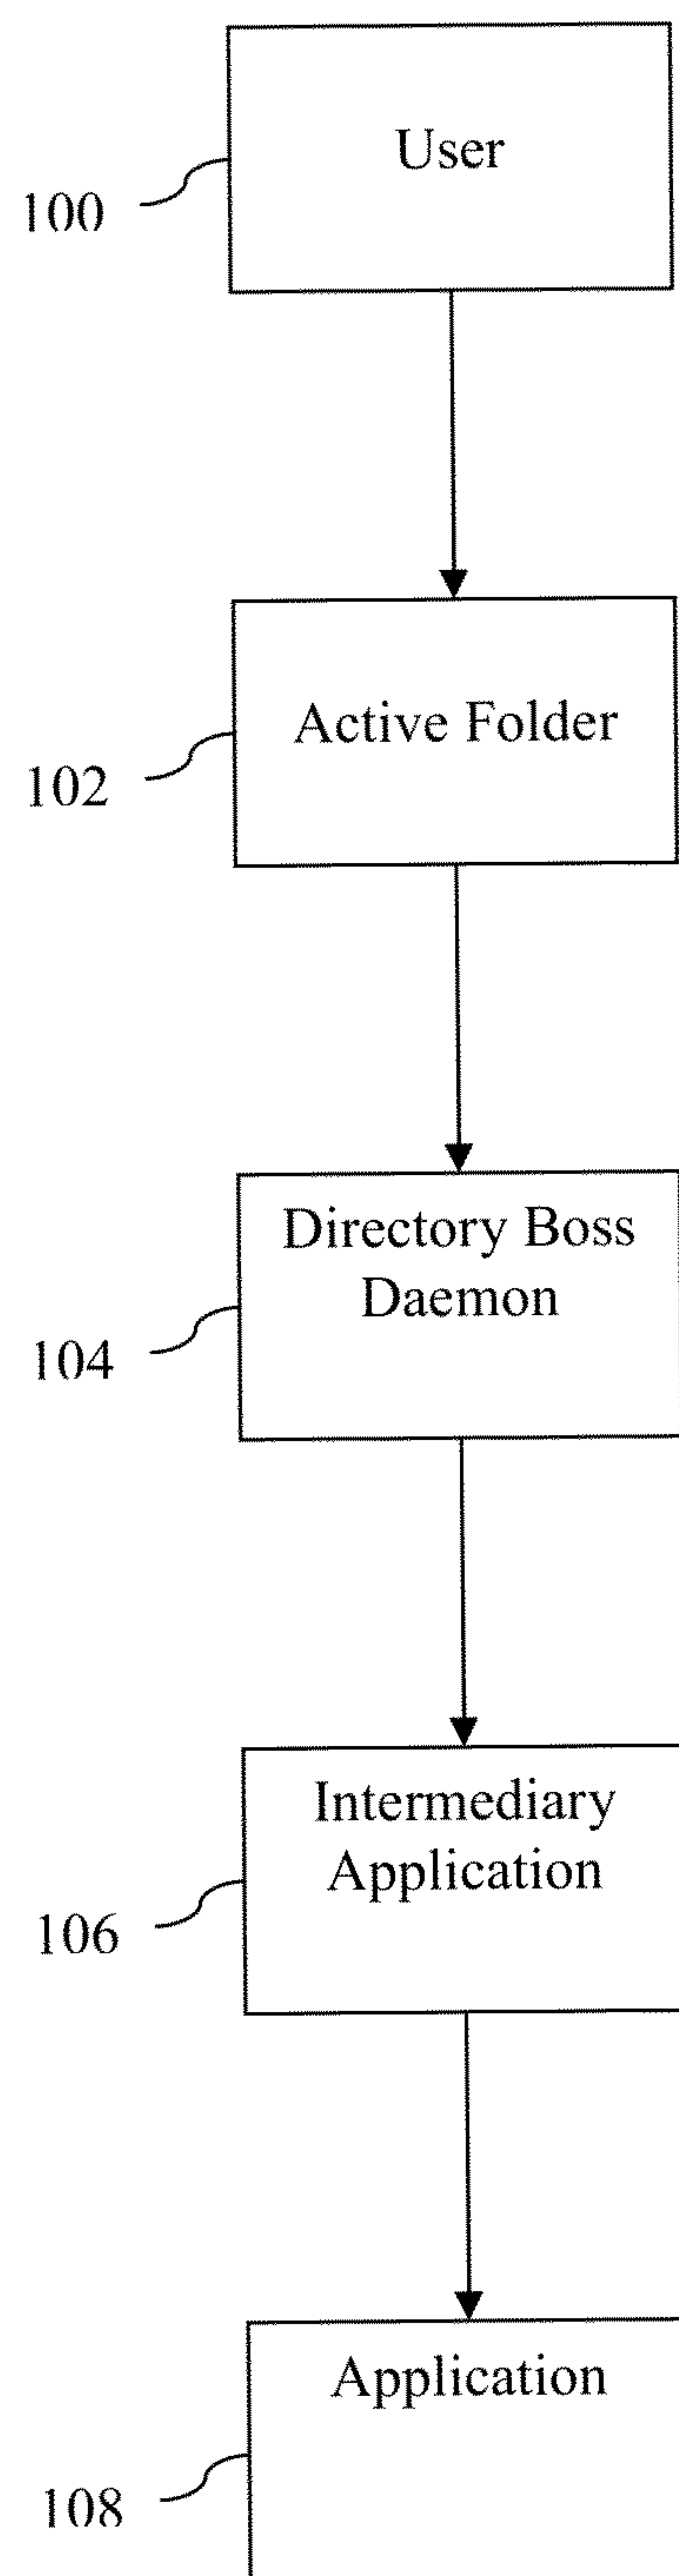 User
100
Active Folder
102
Directory Boss
Daemon
104
Intermediary
Application
106
Application
108